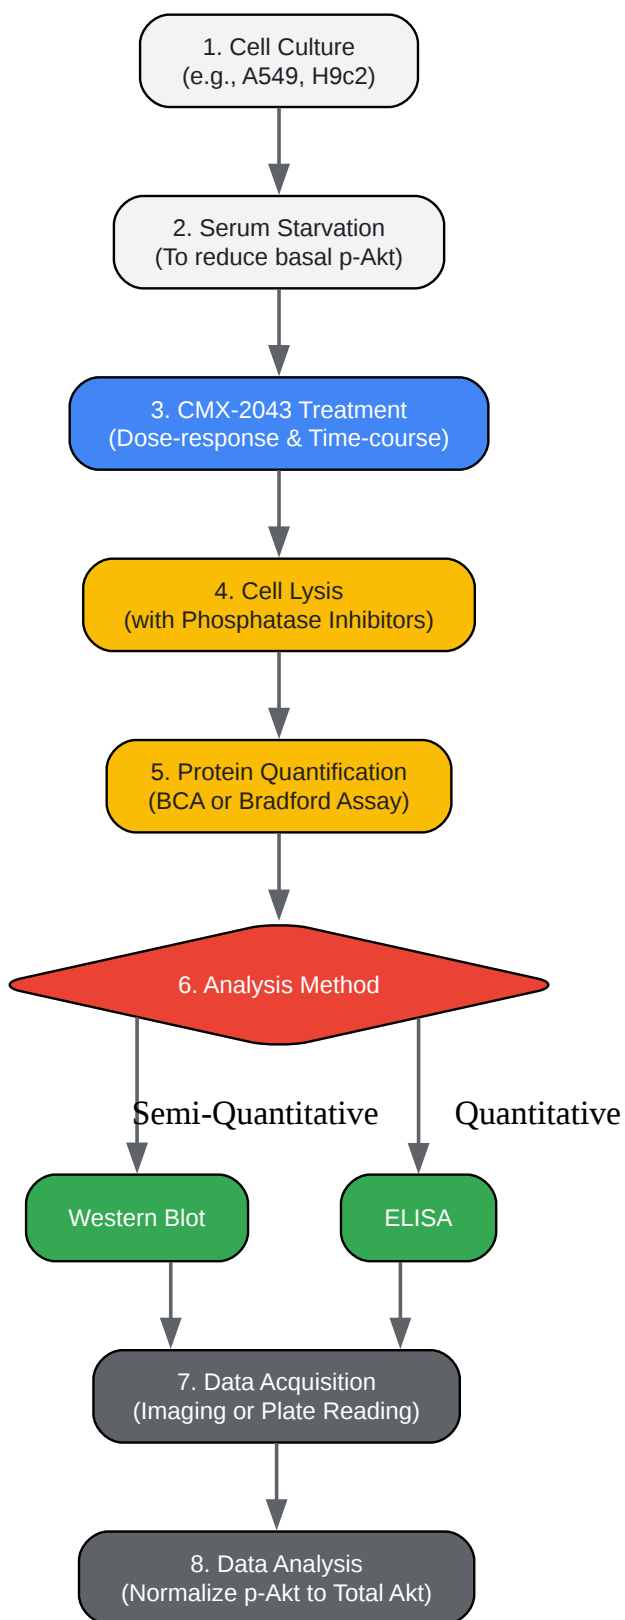 1. Cell Culture
(e.g., A549, H9c2)
2. Serum Starvation
(To reduce basal p-Akt)
3. CMX-2043 Treatment
(Dose-response & Time-course)
4. Cell Lysis
(with Phosphatase Inhibitors)
5. Protein Quantification
(BCA or Bradford Assay)
6. Analysis Method
Semi-Quantitative
Quantitative
Western Blot
ELISA
7. Data Acquisition
(Imaging or Plate Reading)
8. Data Analysis
(Normalize p-Akt to Total Akt)